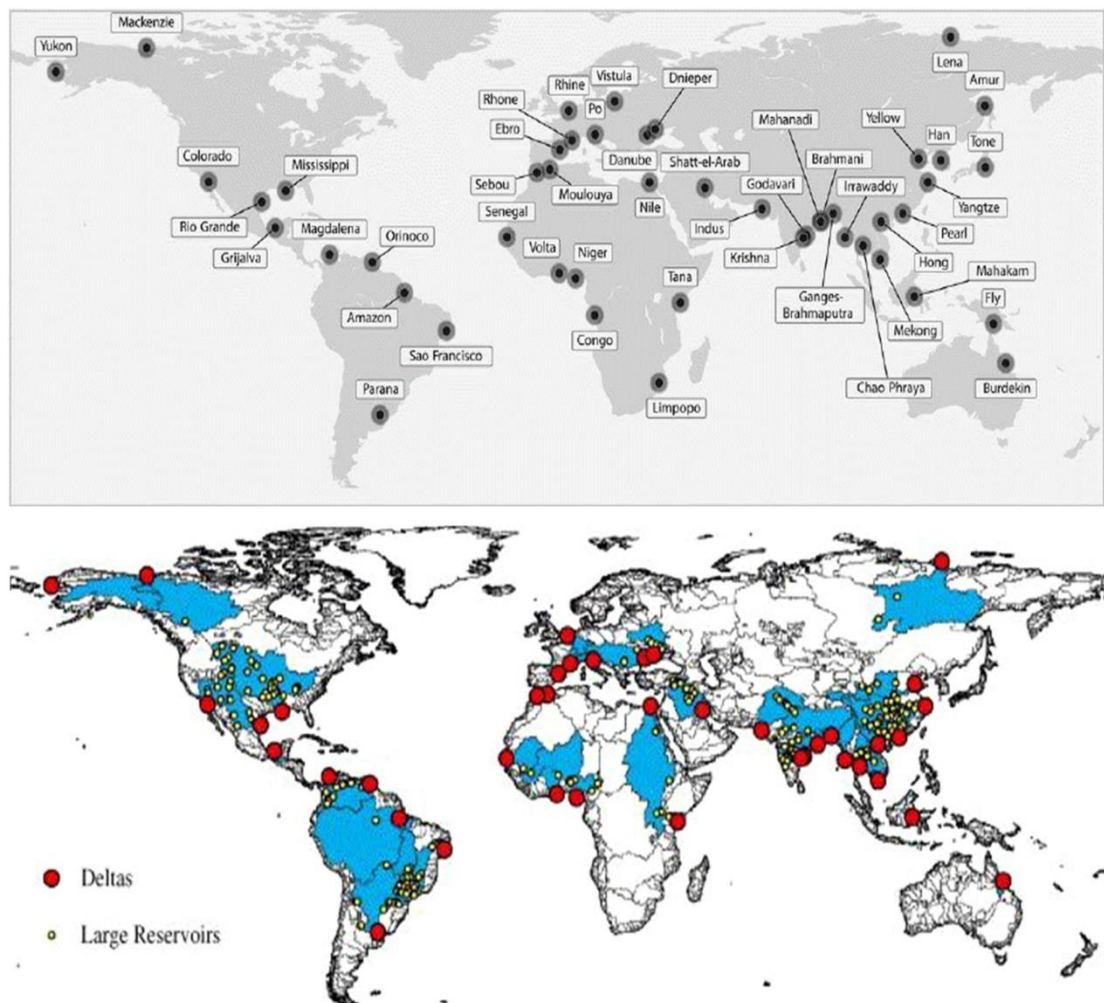 Mackenzie
Yukon
Lena
Amur
Vistula
Dnieper
Rhine
Rhone
Po
Mahanadi
Yellow
Han
Ebro
Tone
Colorado
Mississippi
Danube
Shatt-el-Arab
Brahmani
Godavari
Irrawaddy
Sebou
Moulouya
Nile
Yangtze
Rio Grande
Magdalena
Senegal
Indus
Pearl
Orinoco
Grijalva
Volta
Niger
Krishna
Hong
Tana
Mahakam
Amazon
Ganges-
Brahmaputra
Fly
Sao Francisco
Congo
Mekong
Parana
Chao Phraya
Burdekin
Limpopo
Deltas
Large Reservoirs